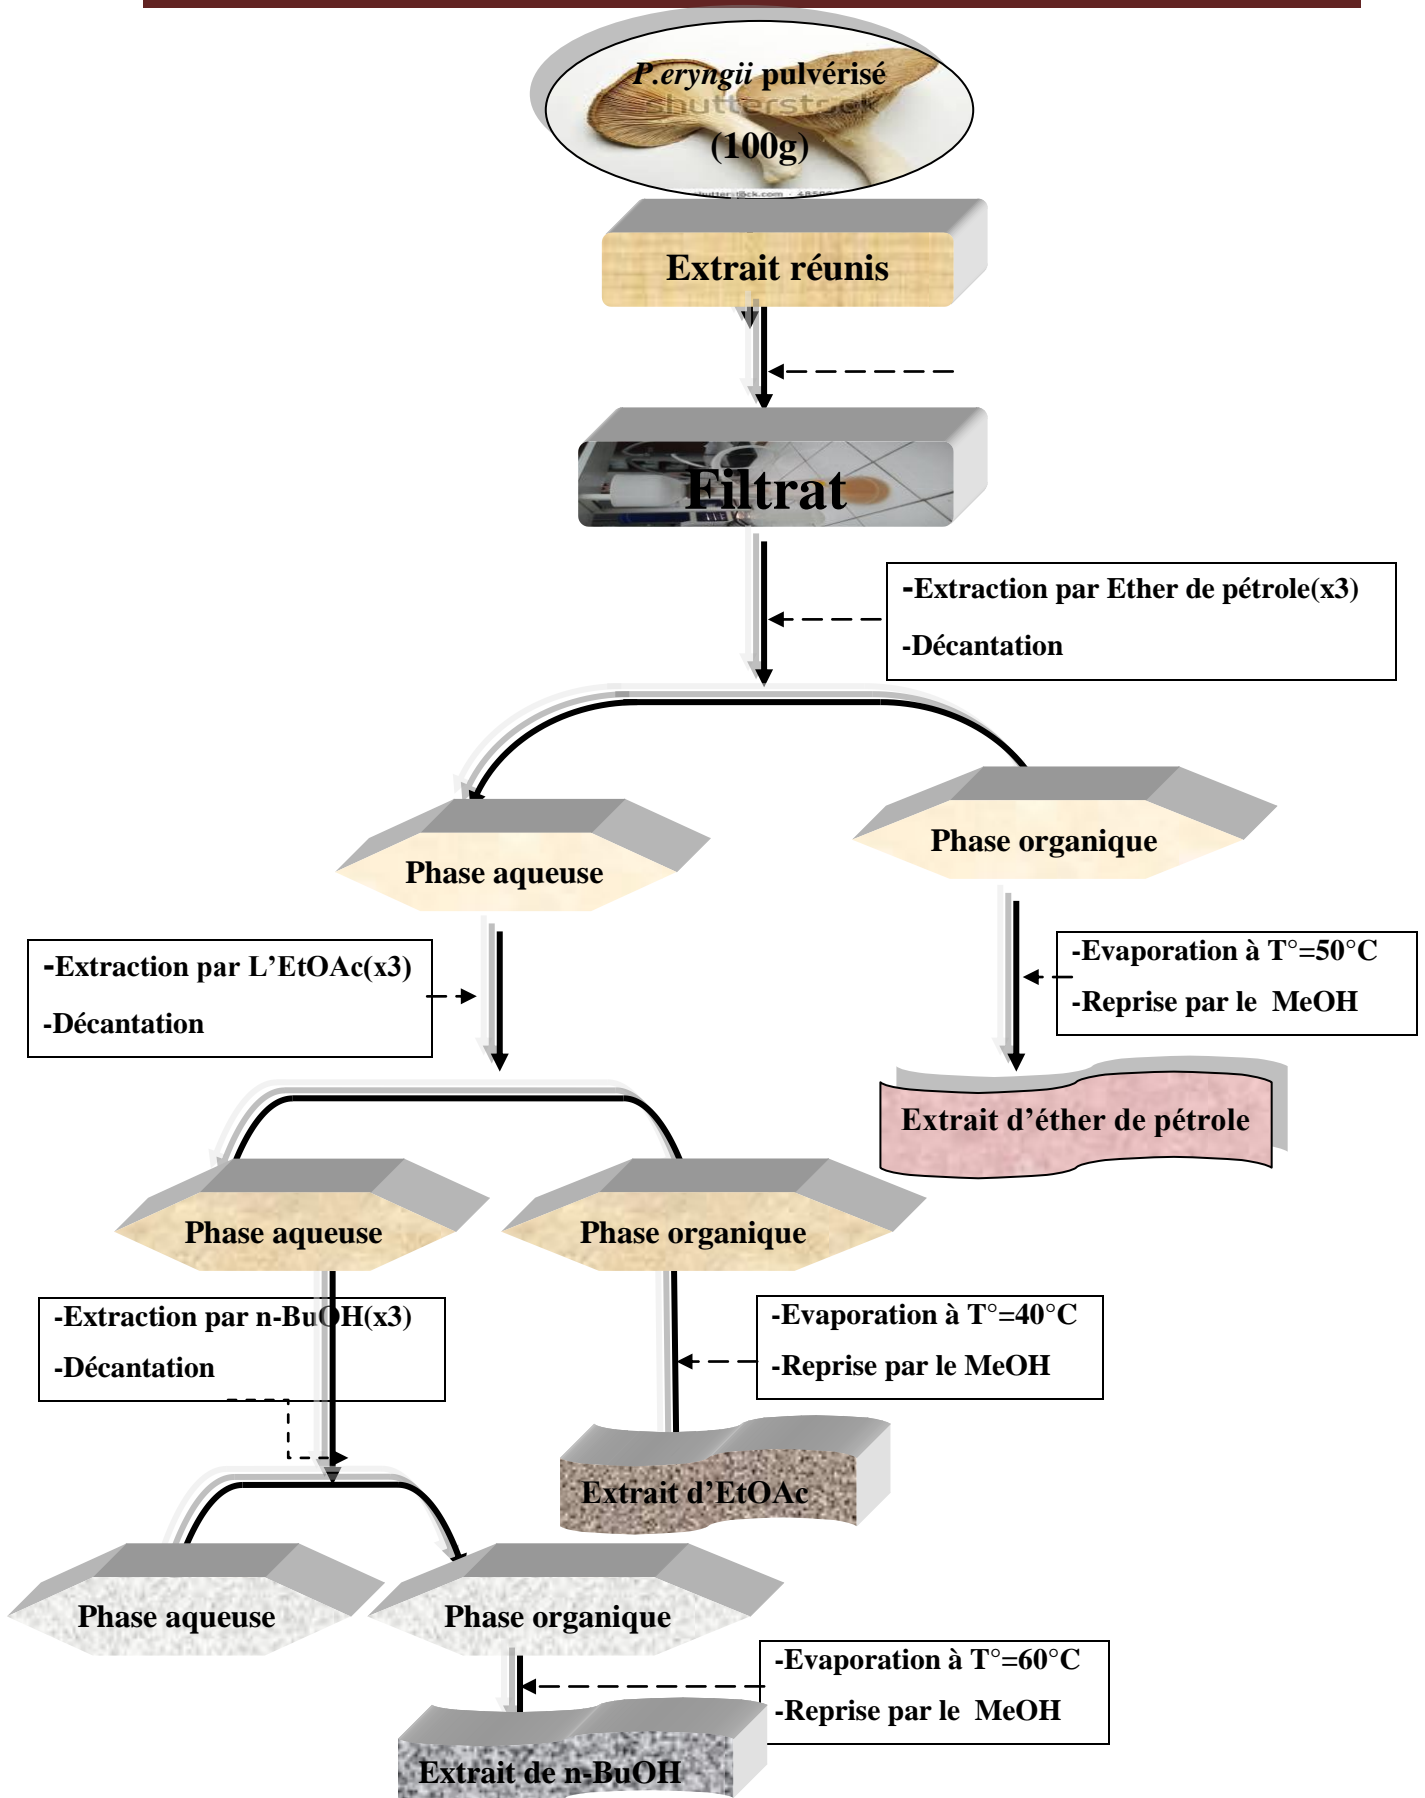 P.eryngii pulvérisé
shutterstock
(100g)
Extrait réunis
Filtrat
-Extraction par Ether de pétrole(x3)
-Décantation
Phase organique
Phase aqueuse
-Extraction par L’EtOAc(x3)
-Décantation
-Evaporation à T°=50°C
-Reprise par le MeOH
Extrait d’éther de pétrole
Phase aqueuse
Phase organique
-Extraction par n-BuOH(x3)
-Décantation
-Evaporation à T°=40°C
-Reprise par le MeOH
Extrait d’EtOAc
Phase aqueuse
Phase organique
-Evaporation à T°=60°C
-Reprise par le MeOH
Extrait de n-BuOH